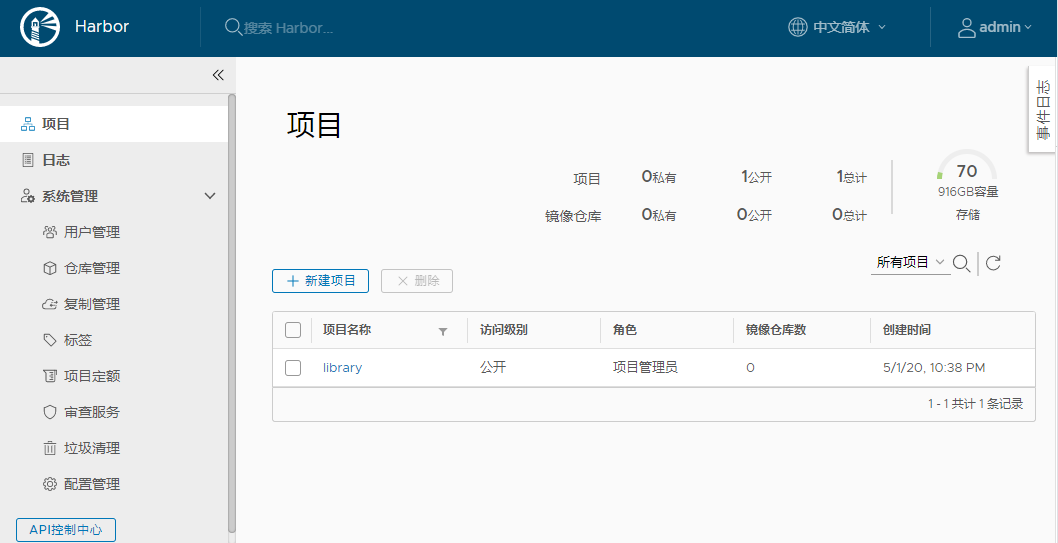 Harbor
搜索 Harbor...
中文简体
admin
事件日志
项目
日志
系统管理
用户管理
仓库管理
复制管理
标签
项目定额
审查服务
垃圾清理
配置管理
API控制中心
项目
项目 0私有 1公开 1总计
镜像仓库 0私有 0公开 0总计
70
916GB容量
存储
所有项目
新建项目 删除
项目名称 访问级别 角色 镜像仓库数 创建时间
library 公开 项目管理员 0 5/1/20, 10:38 PM
1 - 1 共计 1 条记录